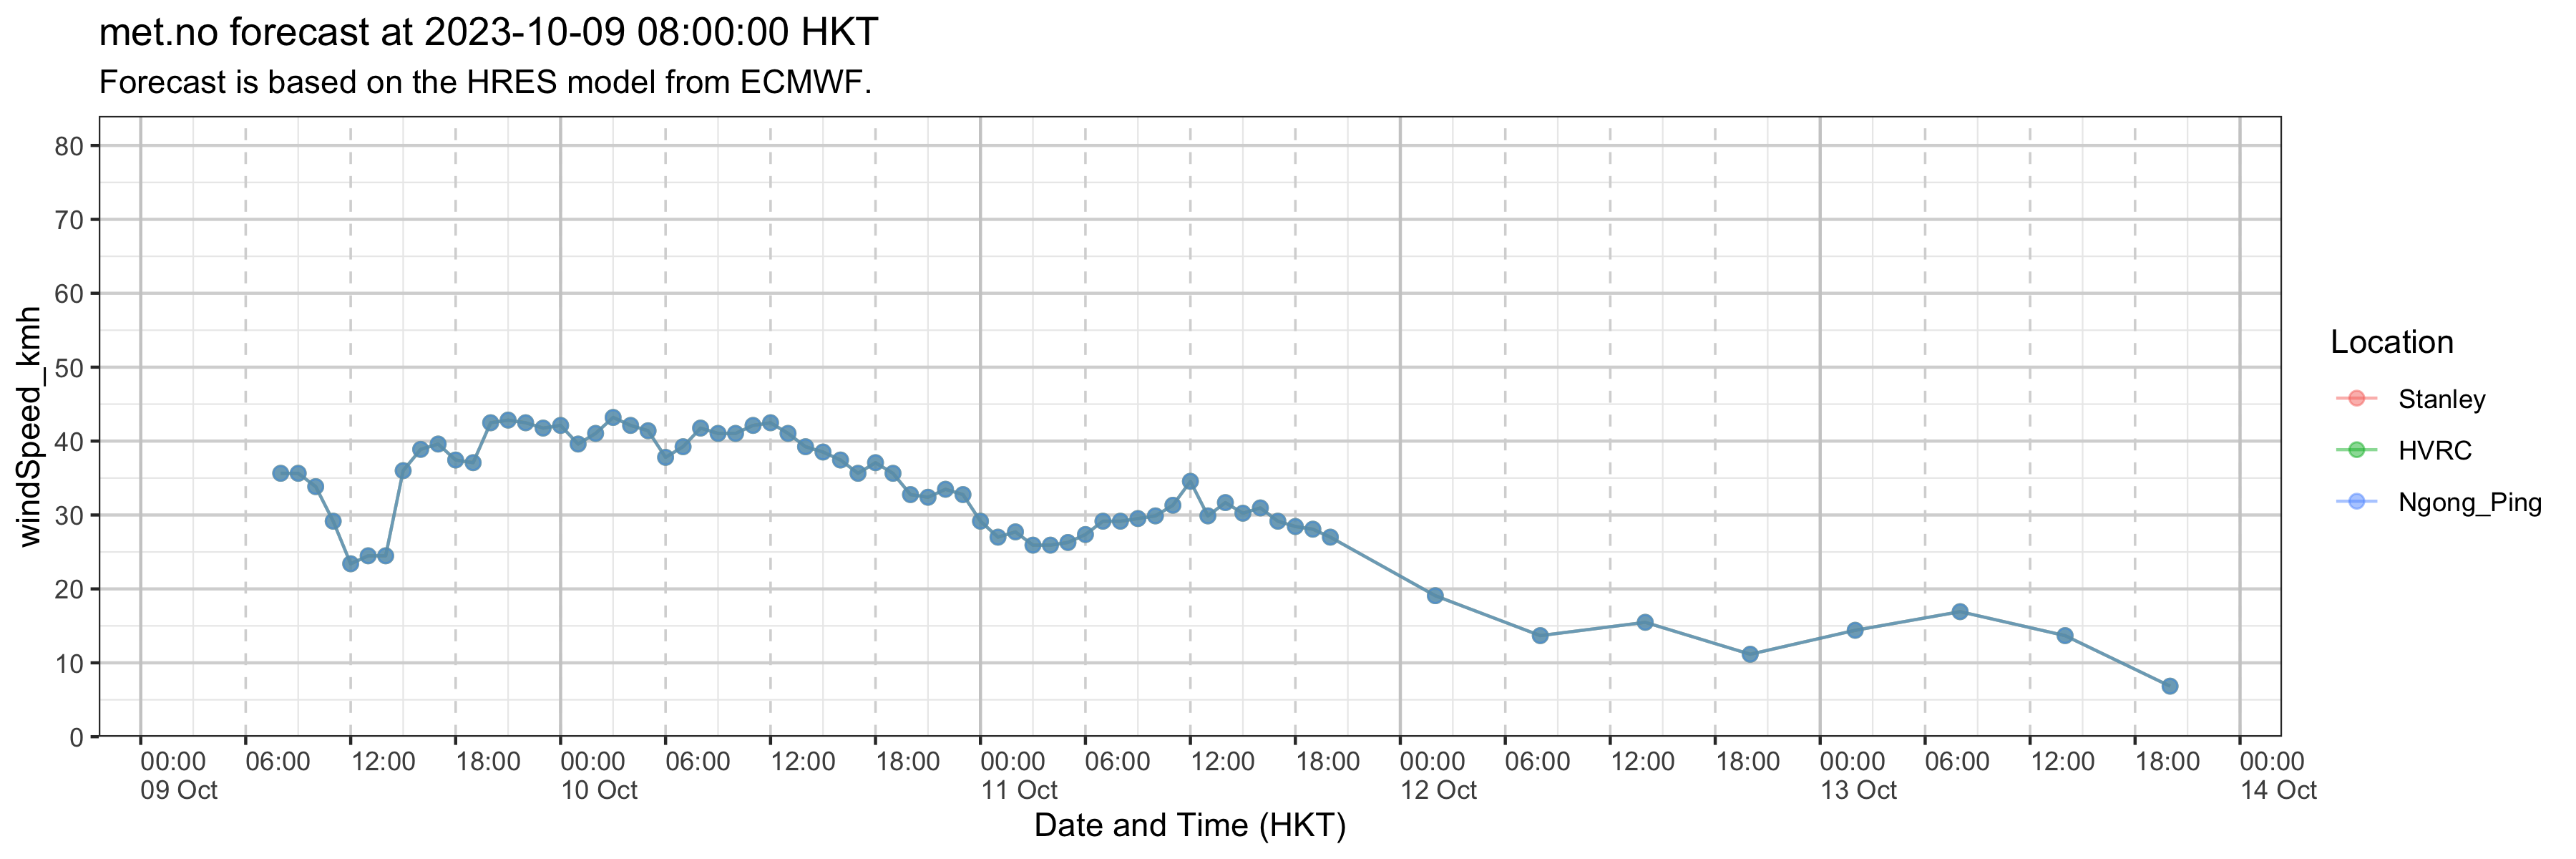 met.no forecast at 2023-10-09 08:00:00 HKT
Forecast is based on the HRES model from ECMWF.
windSpeed_kmh
80
70
60
50
40
30
20
10
0
00:00 06:00 12:00 18:00 00:00 06:00 12:00 18:00 00:00 06:00 12:00 18:00 00:00 06:00 12:00 18:00 00:00 06:00 12:00 18:00 00:00
09 Oct 10 Oct 11 Oct 12 Oct 13 Oct 14 Oct
Date and Time (HKT)
Location
Stanley
HVRC
Ngong_Ping